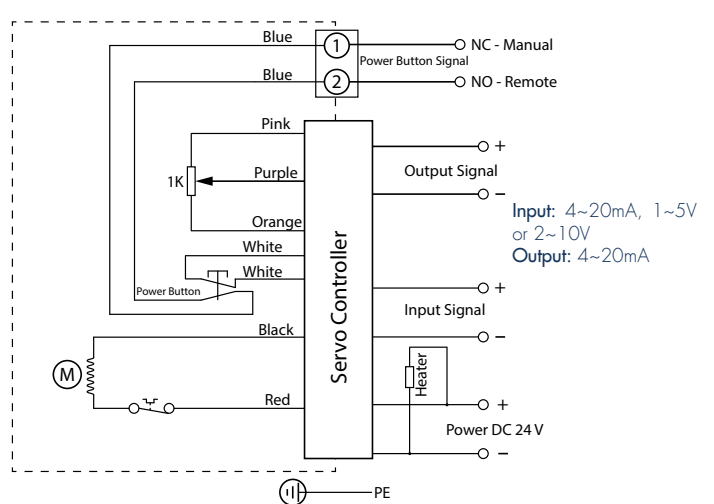 Blue
1
NC - Manual
Power Button Signal
Blue
2
NO - Remote
Pink
1K
Purple
Orange
White
White
Power Button
Black
M
Red
Servo Controller
+
Output Signal
−
Input: 4~20mA, 1~5V
or 2~10V
Output: 4~20mA
+
Input Signal
−
Heater
+
Power DC 24 V
−
PE